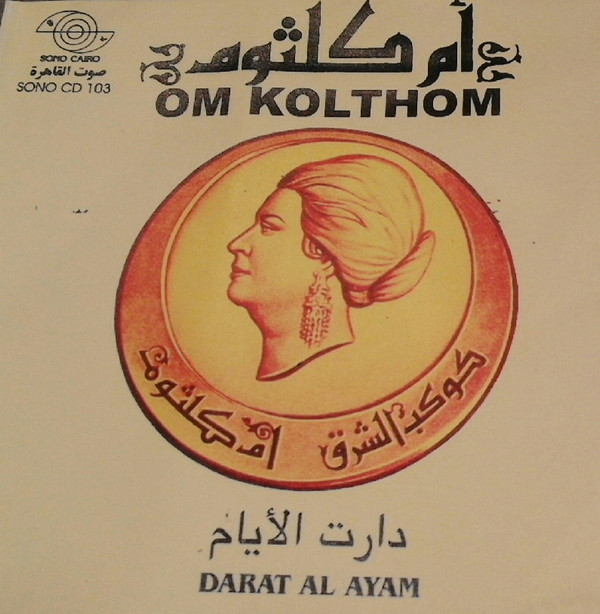 SONO CAIRO
صوت القاهرة
SONO CD 103
أم كلثوم
OM KOLTHOM
كوكب الشرق
ام كلثوم
دارت الأيام
DARAT AL AYAM